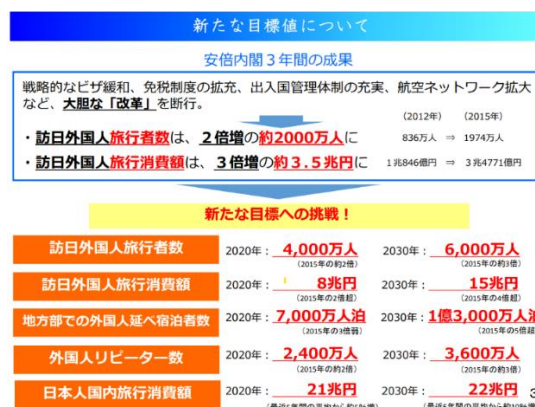 新たな目標値について
安倍内閣3年間の成果
戦略的なビザ緩和、免税制度の拡充、出入国管理体制の充実、航空ネットワーク拡大
など、大胆な「改革」を断行。
(2012年) (2015年)
・訪日外国人旅行者数は、2倍増の約2000万人に 836万人 ⇒ 1974万人
・訪日外国人旅行消費額は、3倍増の約3.5兆円に 1兆846億円 ⇒ 3兆4771億円
新たな目標への挑戦!
訪日外国人旅行者数 2020年: 4,000万人 2030年: 6,000万人
(2015年の約2倍) (2015年の約3倍)
訪日外国人旅行消費額 2020年: 8兆円 2030年: 15兆円
(2015年の2倍超) (2015年の4倍超)
地方部での外国人延べ宿泊者数 2020年: 7,000万人泊 2030年: 1億3,000万人泊
(2015年の3倍弱) (2015年の5倍超)
外国人リピーター数 2020年: 2,400万人 2030年: 3,600万人
(2015年の約2倍) (2015年の約3倍)
日本人国内旅行消費額 2020年: 21兆円 2030年: 22兆円 3